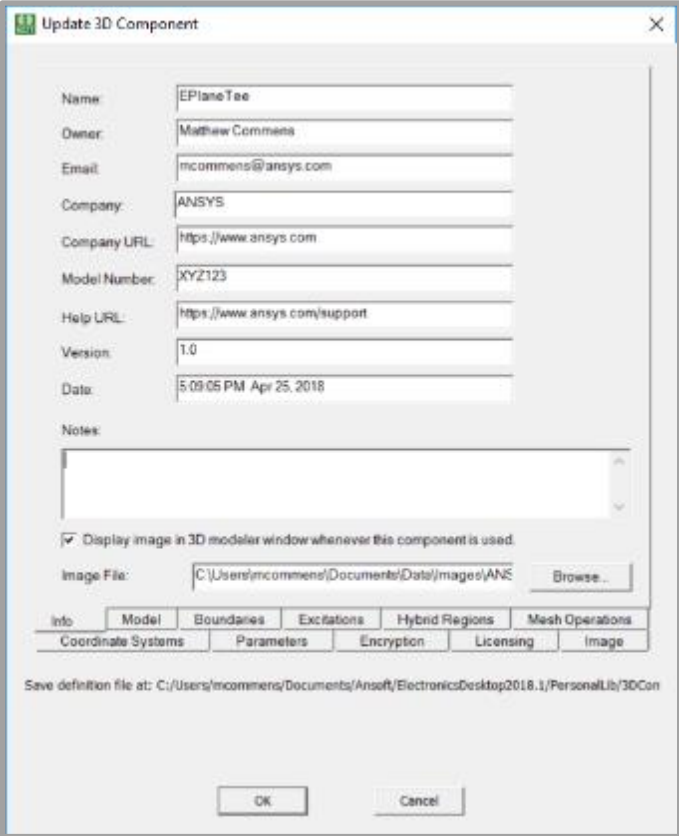 Update 3D Component
Name: EPlaneTee
Owner: Matthew Commens
Email: mcommens@ansys.com
Company: ANSYS
Company URL: https://www.ansys.com
Model Number: XYZ123
Help URL: https://www.ansys.com/support
Version: 1.0
Date: 5:09:05 PM Apr 25, 2018
Notes:
Display image in 3D modeler window whenever this component is used.
Image File: C:\Users\mcommens\Documents\Data\Images\ANS Browse...
Info Model Boundaries Excitations Hybrid Regions Mesh Operations
Coordinate Systems Parameters Encryption Licensing Image
Save definition file at: C:/Users/mcommens/Documents/Ansoft/ElectronicsDesktop2018.1/PersonalLib/3DCom
OK Cancel